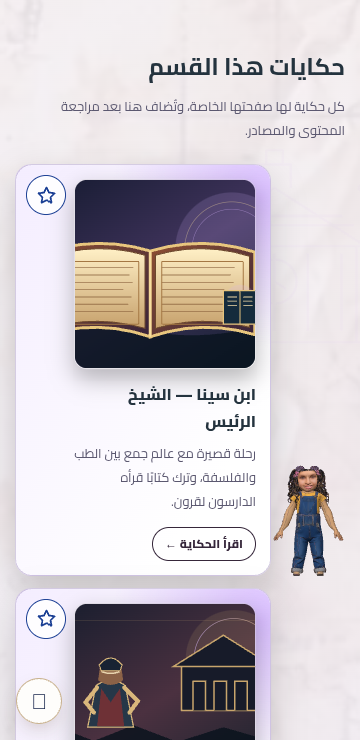 حكايات هذا القسم
كل حكاية لها صفحتها الخاصة، وتُضاف هنا بعد مراجعة
المحتوى والمصادر.
ابن سينا — الشيخ
الرئيس
رحلة قصيرة مع عالم جمع بين الطب
والفلسفة، وترك كتابًا قرأه
الدارسون لقرون.
اقرأ الحكاية ←